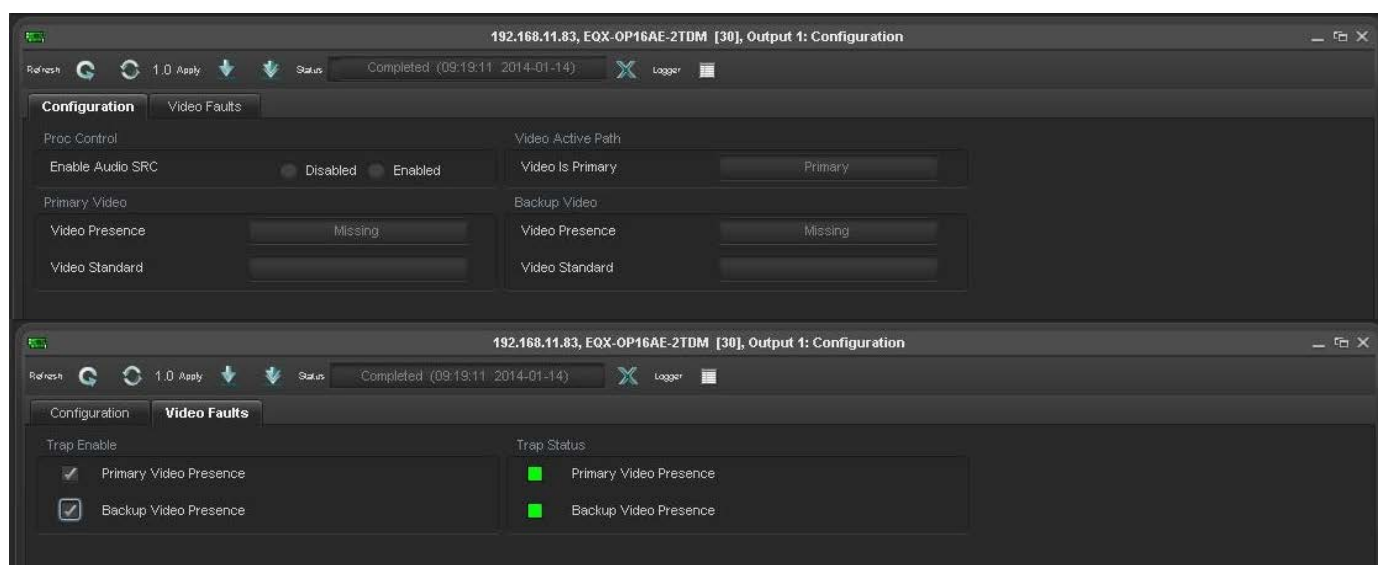 192.168.11.83, EQX-OP16AE-2TDM [30], Output 1: Configuration
Refresh 1.0 Apply Status Completed (09:19:11 2014-01-14) Logger
Configuration Video Faults
Proc Control
Enable Audio SRC Disabled Enabled
Video Active Path
Video Is Primary Primary
Primary Video
Video Presence Missing
Video Standard
Backup Video
Video Presence Missing
Video Standard
192.168.11.83, EQX-OP16AE-2TDM [30], Output 1: Configuration
Refresh 1.0 Apply Status Completed (09:19:11 2014-01-14) Logger
Configuration Video Faults
Trap Enable
Primary Video Presence
Backup Video Presence
Trap Status
Primary Video Presence
Backup Video Presence